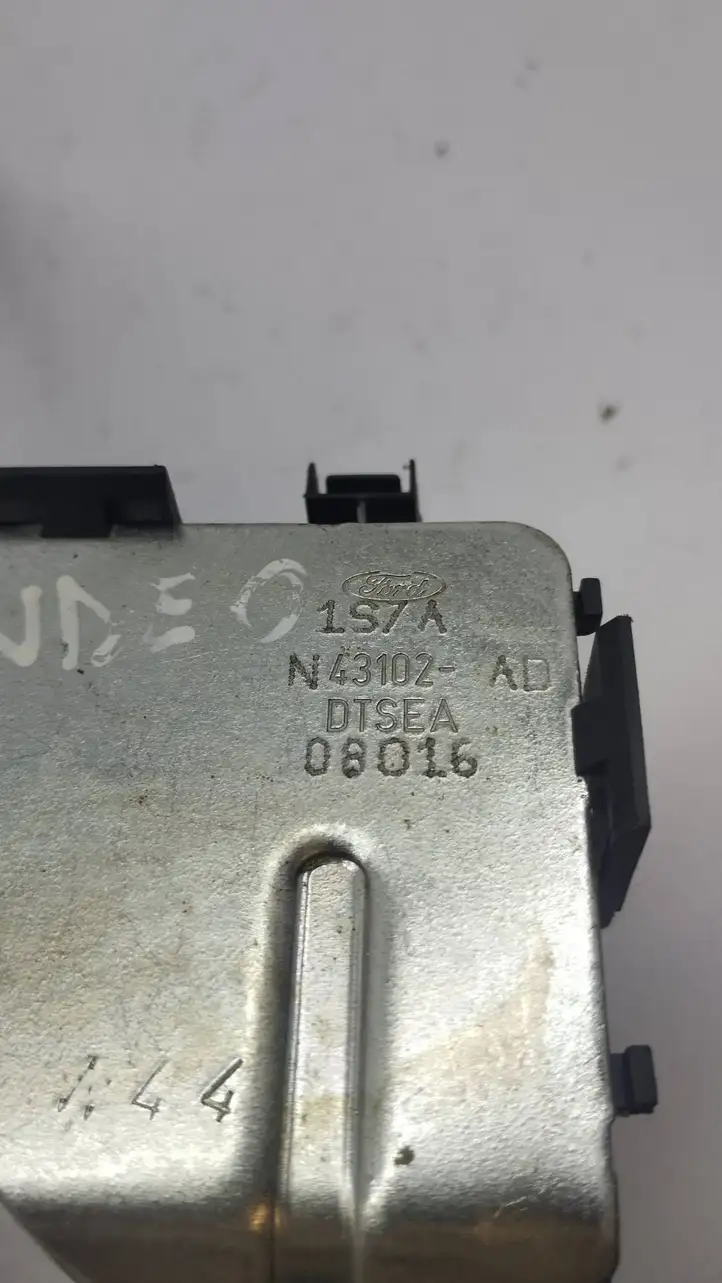 NDEO
Ford
1S7A
N43102- AD
DTSEA
08016
44